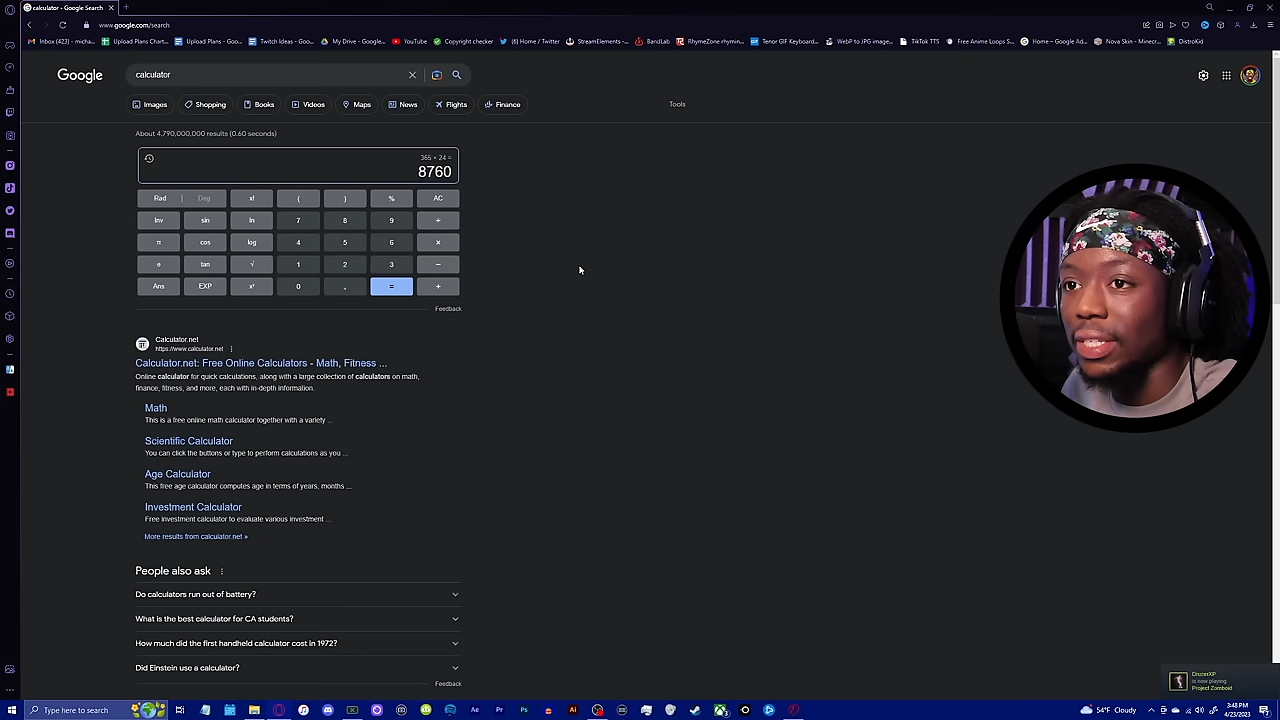 calculator - Google Search
www.google.com/search
Inbox (423) - micha...
Upload Plans Chart...
Upload Plans - Goo...
Twitch Ideas - Goo...
My Drive - Google...
YouTube
Copyright checker
(6) Home / Twitter
StreamElements -...
BandLab
RhymeZone rhymin...
Tenor GIF Keyboard...
WebP to JPG image...
TikTok TTS
Free Anime Loops S...
Home – Google Ad...
Nova Skin - Minecr...
DistroKid
Google
calculator
Images
Shopping
Books
Videos
Maps
News
Flights
Finance
Tools
About 4,790,000,000 results (0.60 seconds)
365 × 24 =
8760
Rad Deg x! ( ) % AC
Inv sin ln 7 8 9 ÷
π cos log 4 5 6 ×
e tan √ 1 2 3 −
Ans EXP xʸ 0 . = +
Feedback
Calculator.net
https://www.calculator.net
Calculator.net: Free Online Calculators - Math, Fitness ...
Online calculator for quick calculations, along with a large collection of calculators on math,
finance, fitness, and more, each with in-depth information.
Math
This is a free online math calculator together with a variety ...
Scientific Calculator
You can click the buttons or type to perform calculations as you ...
Age Calculator
This free age calculator computes age in terms of years, months ...
Investment Calculator
Free investment calculator to evaluate various investment ...
More results from calculator.net »
People also ask
Do calculators run out of battery?
What is the best calculator for CA students?
How much did the first handheld calculator cost in 1972?
Did Einstein use a calculator?
Feedback
DruzerXP
is now playing
Project Zomboid
Type here to search
Ae
Pr
Ps
Ai
54°F Cloudy
3:48 PM
4/23/2023